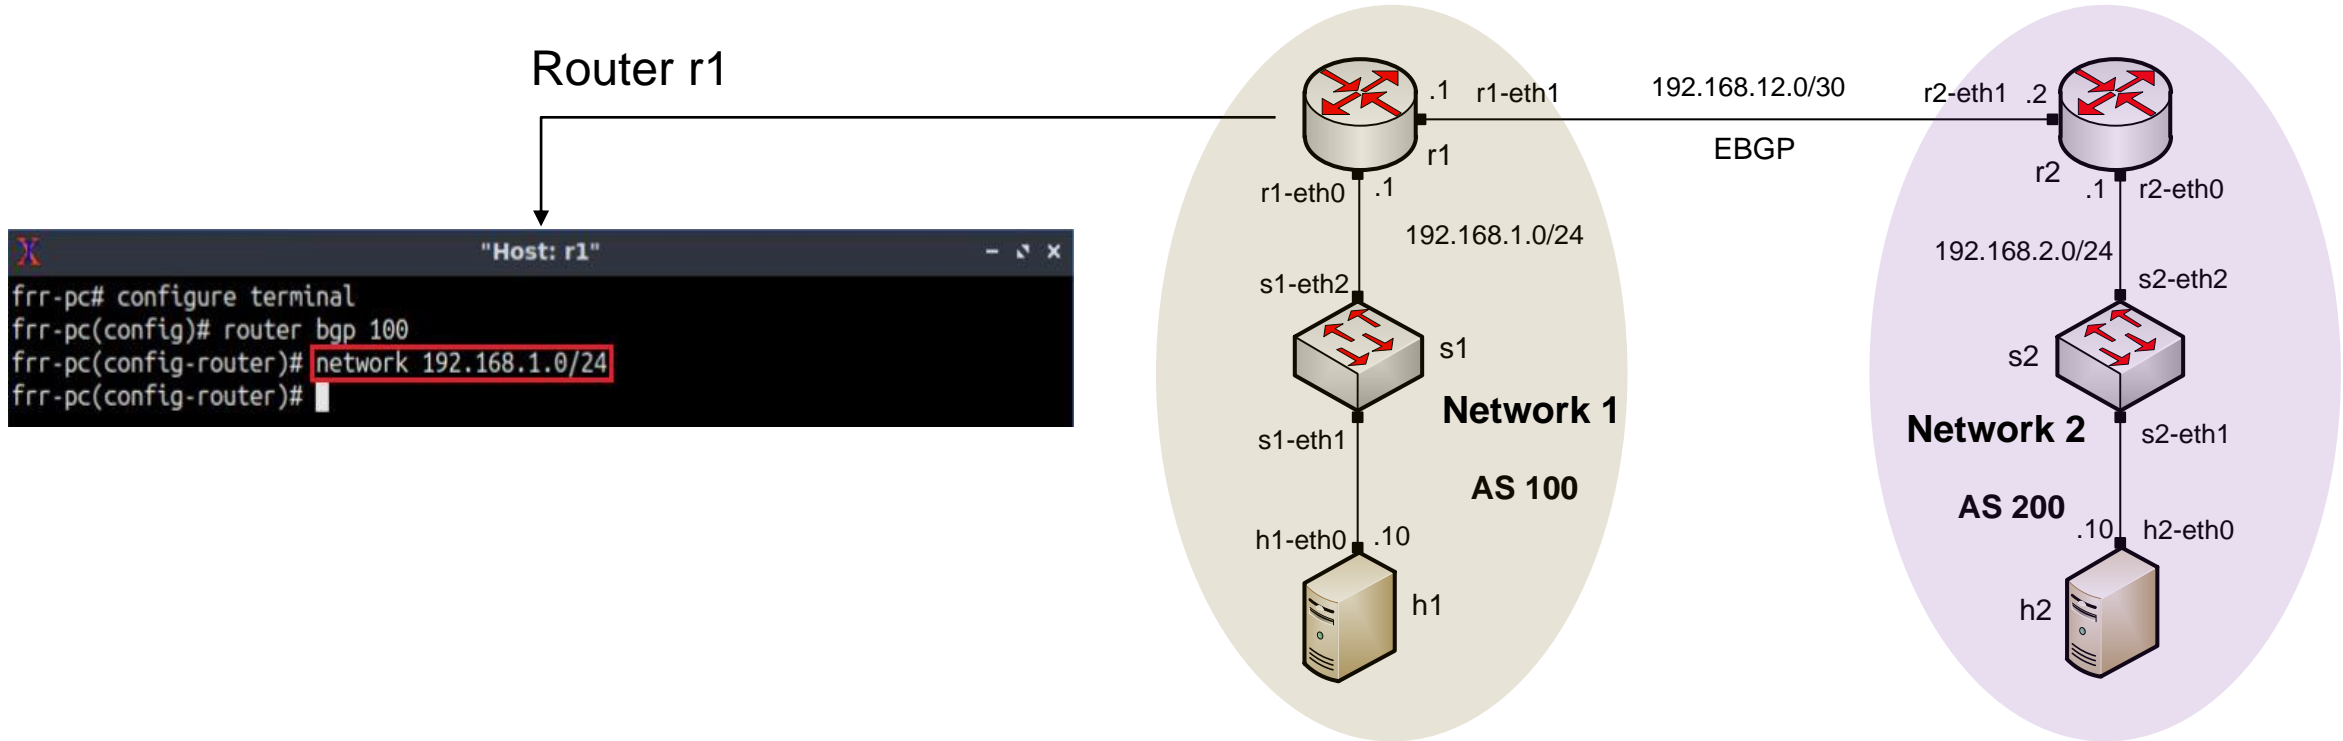 Router r1
"Host: r1"
frr-pc# configure terminal
frr-pc(config)# router bgp 100
frr-pc(config-router)# network 192.168.1.0/24
frr-pc(config-router)#
.1 r1-eth1
192.168.12.0/30
r2-eth1 .2
EBGP
r1
r2
r1-eth0 .1
.1 r2-eth0
192.168.1.0/24
192.168.2.0/24
s1-eth2
s2-eth2
s1
s2
Network 1
Network 2
s1-eth1
s2-eth1
AS 100
AS 200
h1-eth0 .10
.10 h2-eth0
h1
h2